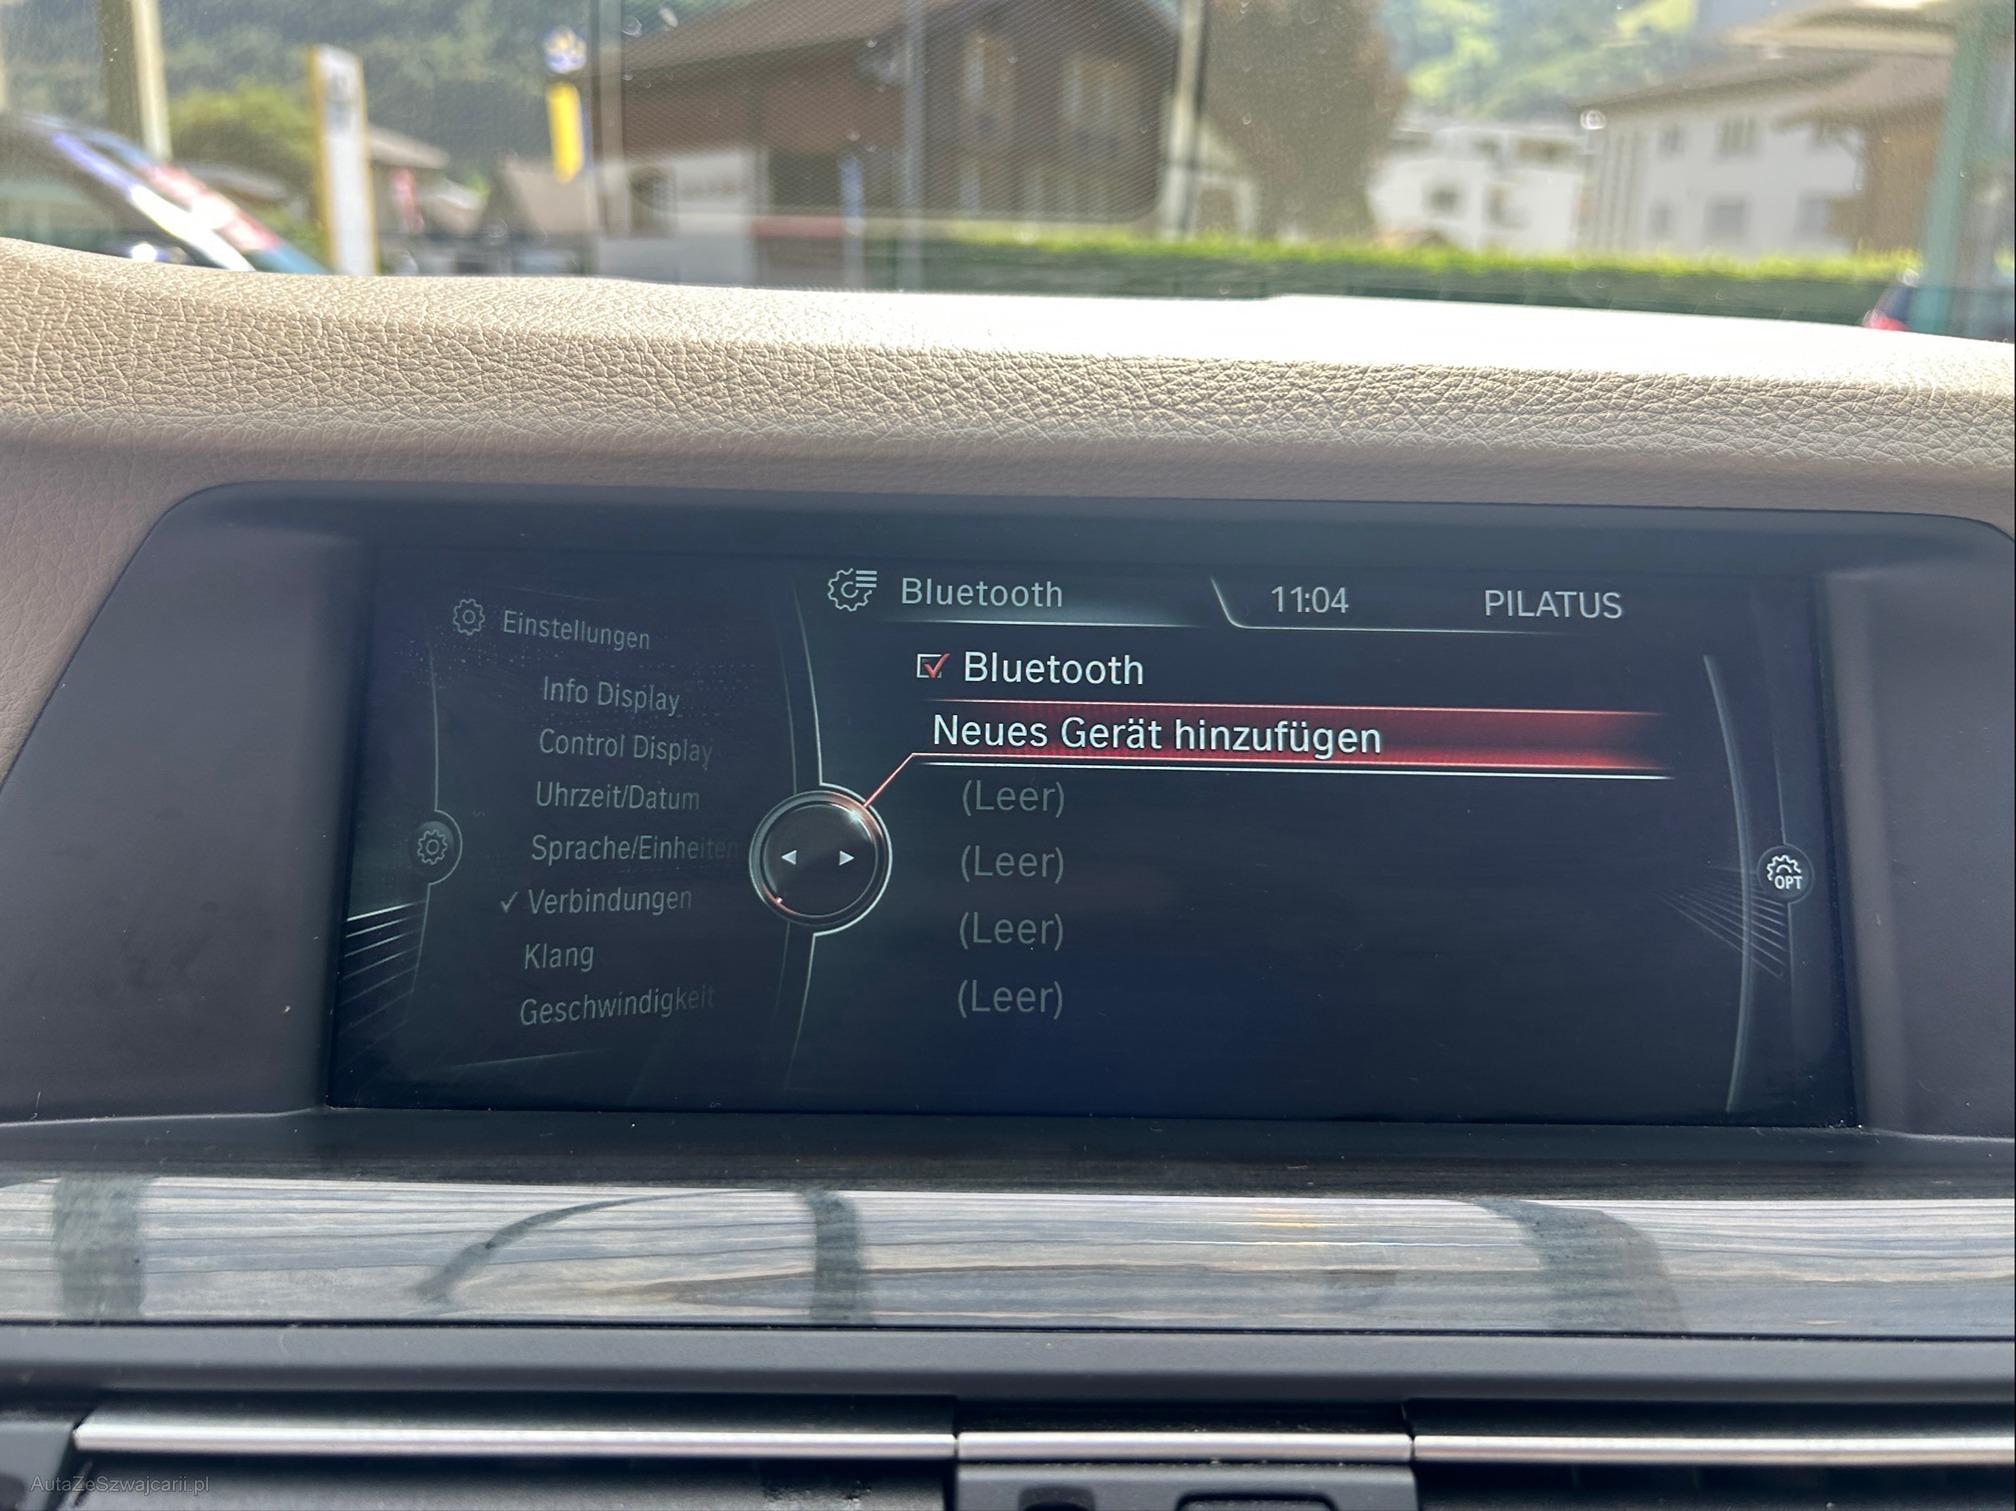 Einstellungen
Info Display
Control Display
Uhrzeit/Datum
Sprache/Einheiten
✓ Verbindungen
Klang
Geschwindigkeit
Bluetooth
11:04
PILATUS
Bluetooth
Neues Gerät hinzufügen
(Leer)
(Leer)
(Leer)
(Leer)
OPT
AutaZeSzwajcarii.pl